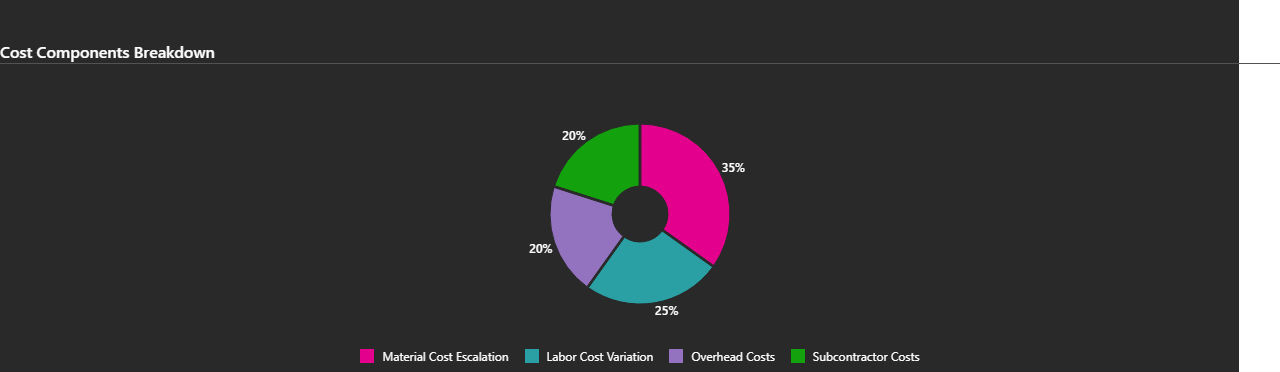 Cost Components Breakdown
20%
35%
20%
25%
Material Cost Escalation
Labor Cost Variation
Overhead Costs
Subcontractor Costs